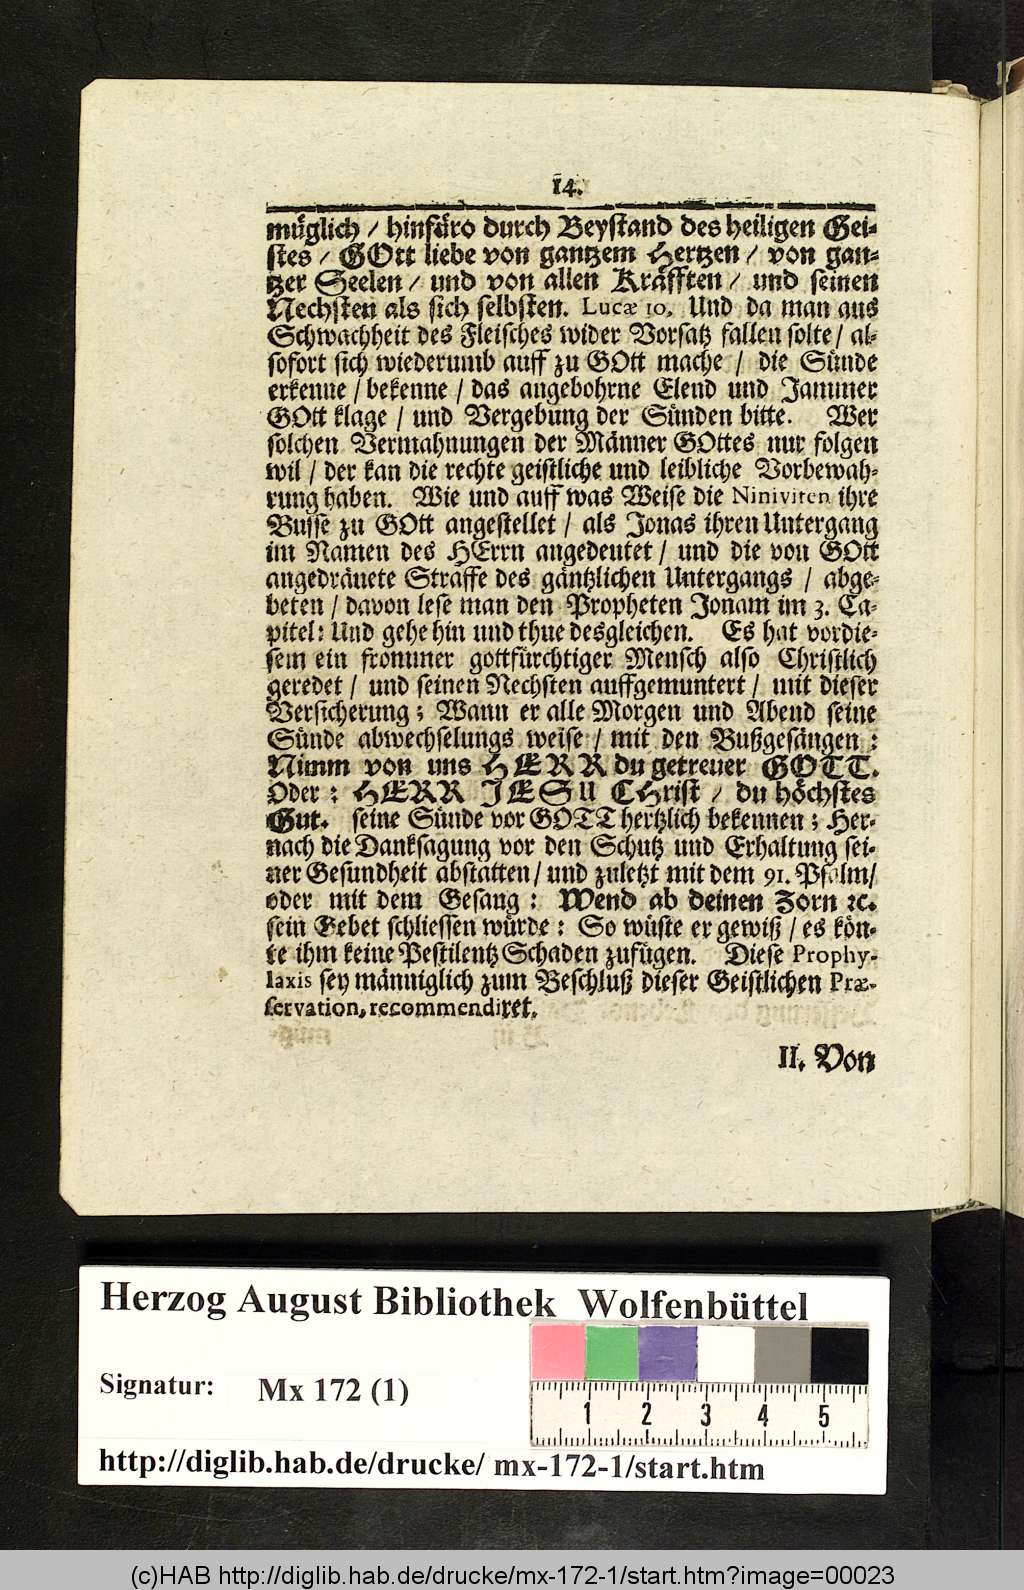 14.
müglich / hinfüro durch Beystand des heiligen Gei-
stes / GOtt liebe von gantzem Hertzen / von gan-
tzer Seelen / und von allen Kräfften / und seinen
Nechsten als sich selbsten. Lucæ 10. Und da man aus
Schwachheit des Fleisches wider Vorsatz fallen solte / al-
sofort sich wiederumb auff zu GOtt mache / die Sünde
erkenne / bekenne / das angebohrne Elend und Jammer
GOtt klage / und Vergebung der Sünden bitte. Wer
solchen Vermahnungen der Männer GOttes nur folgen
wil / der kan die rechte geistliche und leibliche Vorbewah-
rung haben. Wie und auff was Weise die Niniviten ihre
Busse zu GOtt angestellet / als Jonas ihren Untergang
im Namen des HErrn angedeutet / und die von GOtt
angedräuete Straffe des gäntzlichen Untergangs / abge-
beten / davon lese man den Propheten Jonam im 3. Ca-
pitel: Und gehe hin und thue desgleichen. Es hat vordie-
sem ein frommer gottfürchtiger Mensch also Christlich
geredet / und seinen Nechsten auffgemuntert / mit dieser
Versicherung; Wann er alle Morgen und Abend seine
Sünde abwechselungs weise / mit den Bußgesängen:
Nimm von uns HERR du getreuer GOTT.
Oder: HERR JESU CHrist / du höchstes
Gut. seine Sünde vor GOTT hertzlich bekennen; Her-
nach die Dancksagung vor den Schutz und Erhaltung sei-
ner Gesundheit abstatten / und zuletzt mit dem 91. Psalm /
oder mit dem Gesang: Wend ab deinen Zorn ꝛc.
sein Gebet schliessen würde: So wüste er gewiß / es kön-
te ihm keine Pestilentz Schaden zufügen. Diese Prophy-
laxis sey männiglich zum Beschluß dieser Geistlichen Præ-
servation, recommendiret.
II. Von
Herzog August Bibliothek Wolfenbüttel
Signatur: Mx 172 (1)
1 2 3 4 5
http://diglib.hab.de/drucke/ mx-172-1/start.htm
(c)HAB http://diglib.hab.de/drucke/mx-172-1/start.htm?image=00023